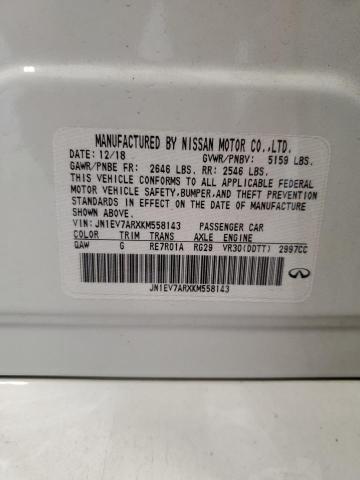 MANUFACTURED BY NISSAN MOTOR CO.,LTD.
DATE: 12/18 GVWR/PNBV: 5159 LBS.
GAWR/PNBE FR: 2646 LBS. RR: 2546 LBS.
THIS VEHICLE CONFORMS TO ALL APPLICABLE FEDERAL
MOTOR VEHICLE SAFETY,BUMPER,AND THEFT PREVENTION
STANDARDS IN EFFECT ON THE DATE OF MANUFACTURE
SHOWN ABOVE.
VIN: JN1EV7ARXKM558143 PASSENGER CAR
COLOR TRIM TRANS AXLE ENGINE
QAW G RE7R01A RG29 VR30(DDTT) 2997CC
JN1EV7ARXKM558143